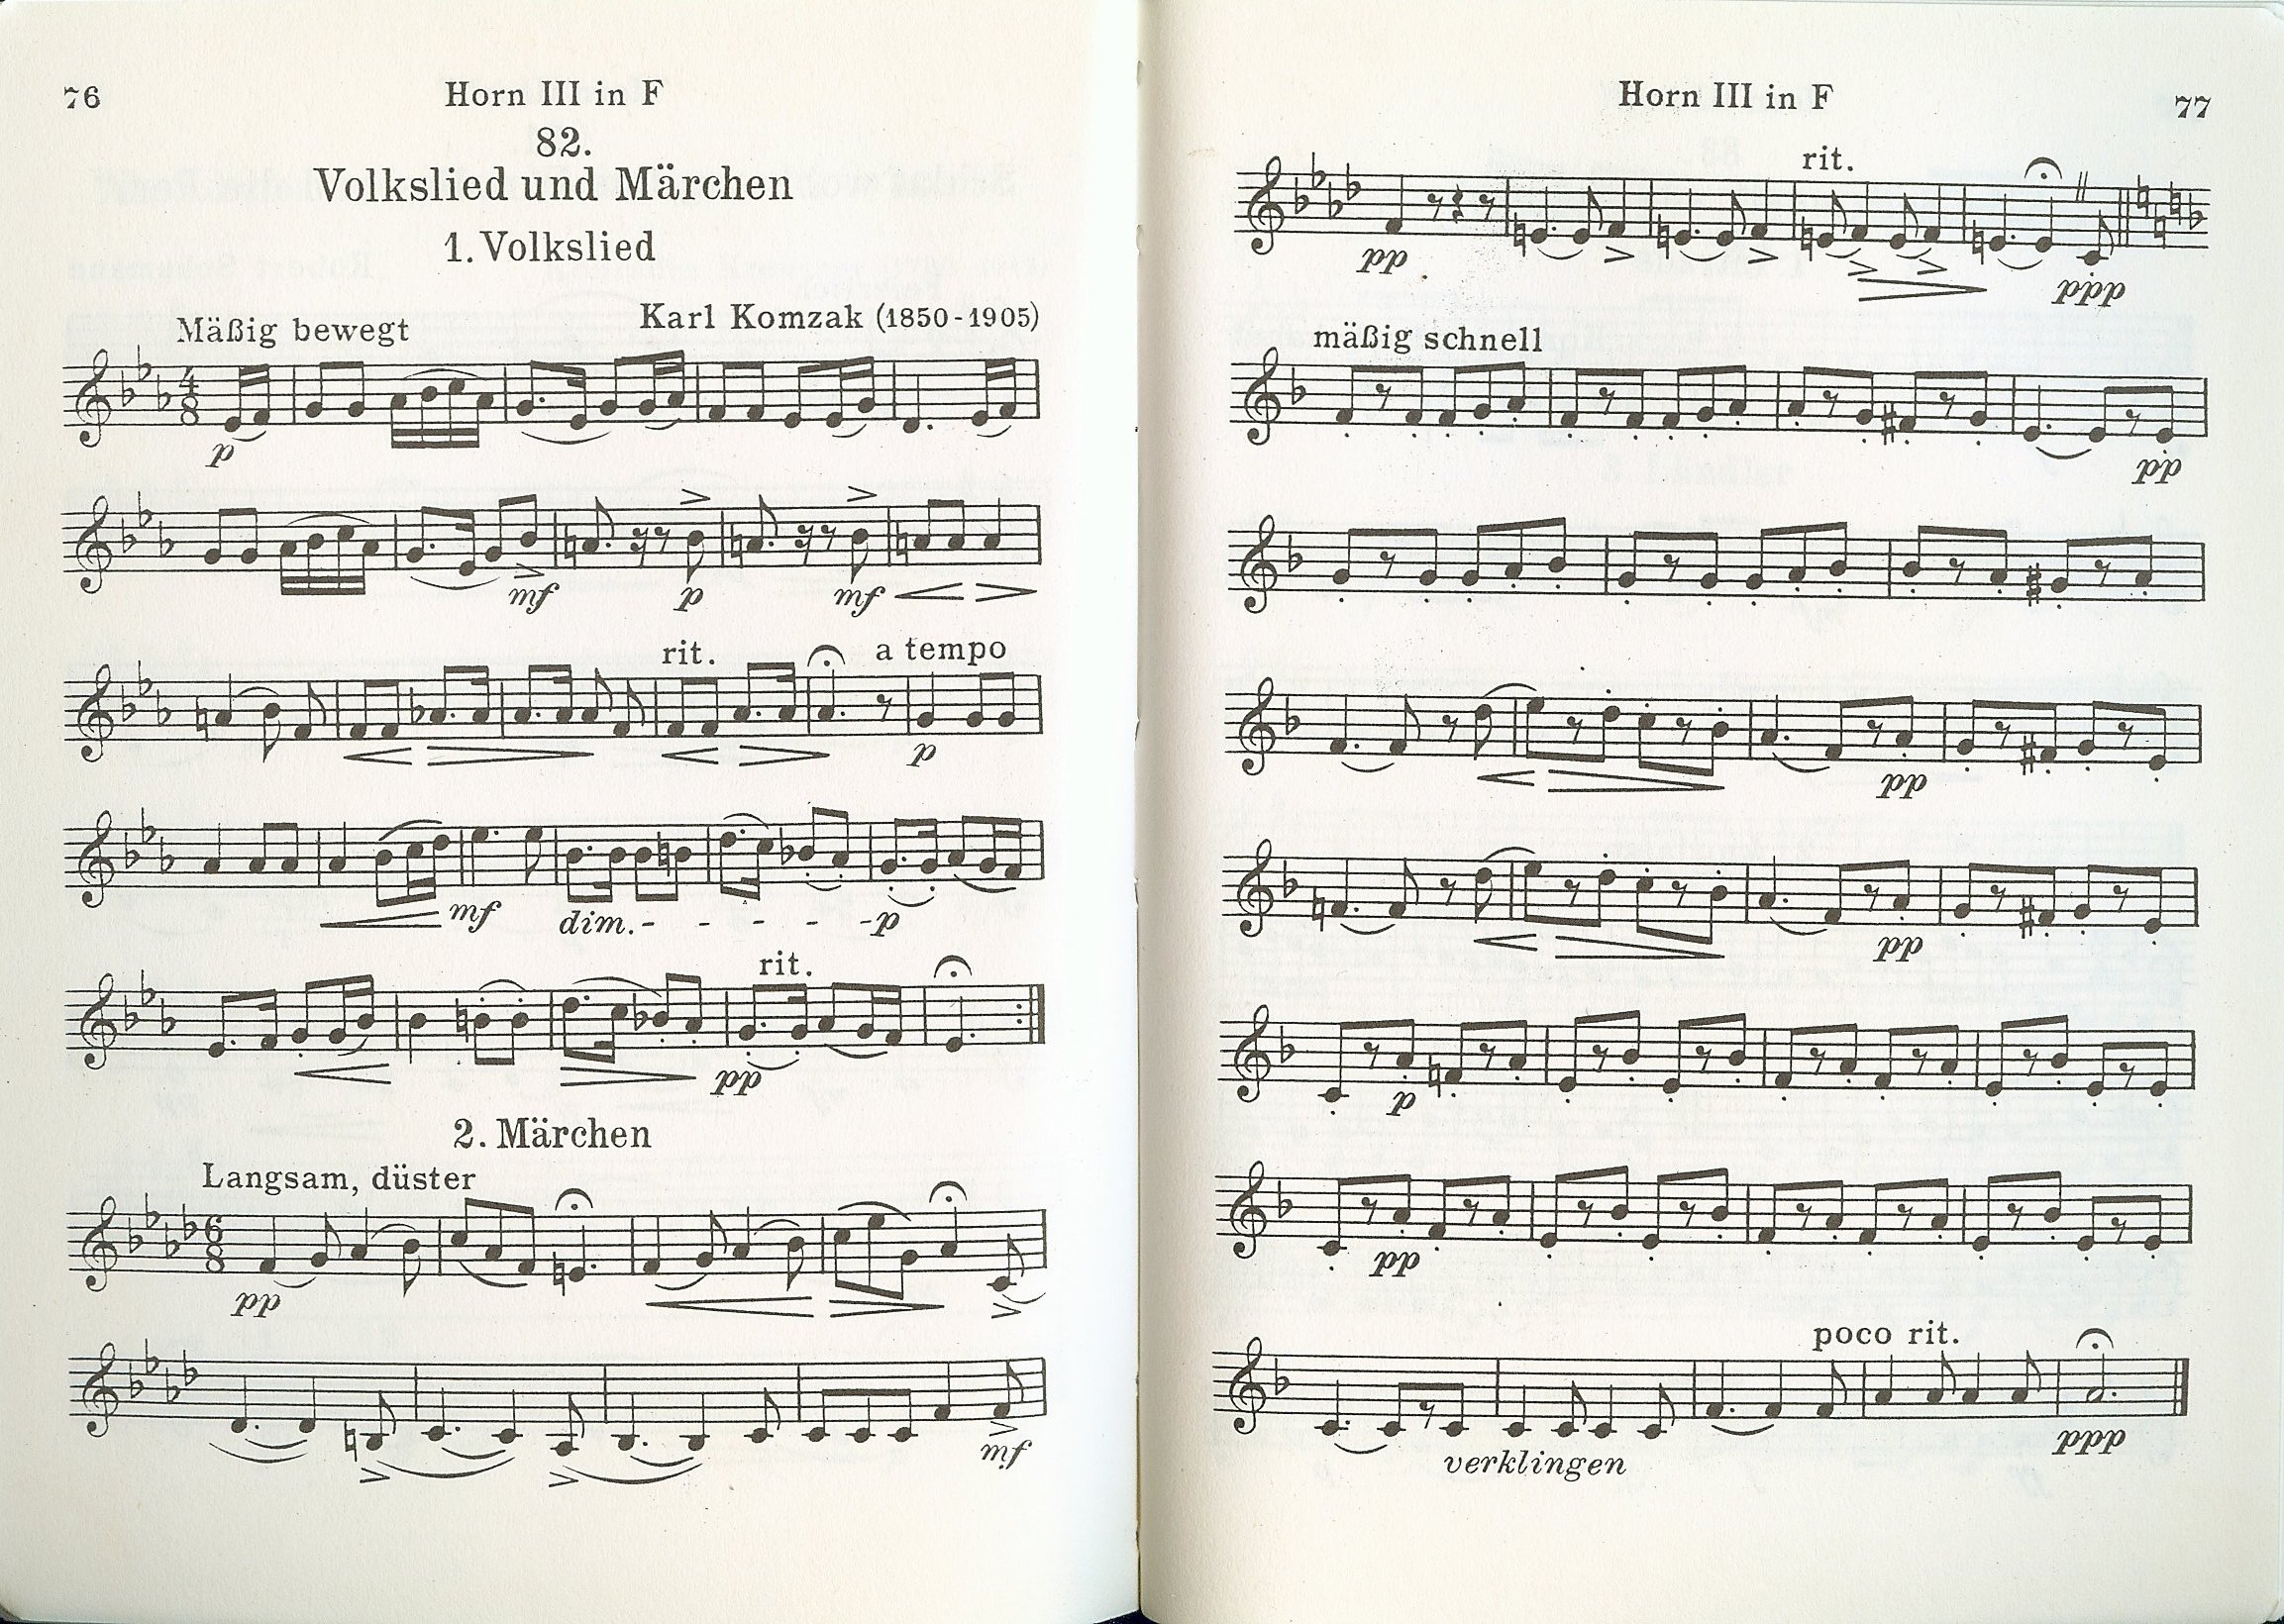 76
Horn III in F
82.
Volkslied und Märchen
1. Volkslied
Karl Komzak (1850-1905)
Mäßig bewegt
4
8
p
mf p mf
rit. a tempo
p
mf dim. - - - - - p
rit.
pp
2. Märchen
Langsam, düster
6
8
pp
mf
Horn III in F
77
rit.
pp ppp
mäßig schnell
pp
pp
pp
p
pp
poco rit.
verklingen ppp